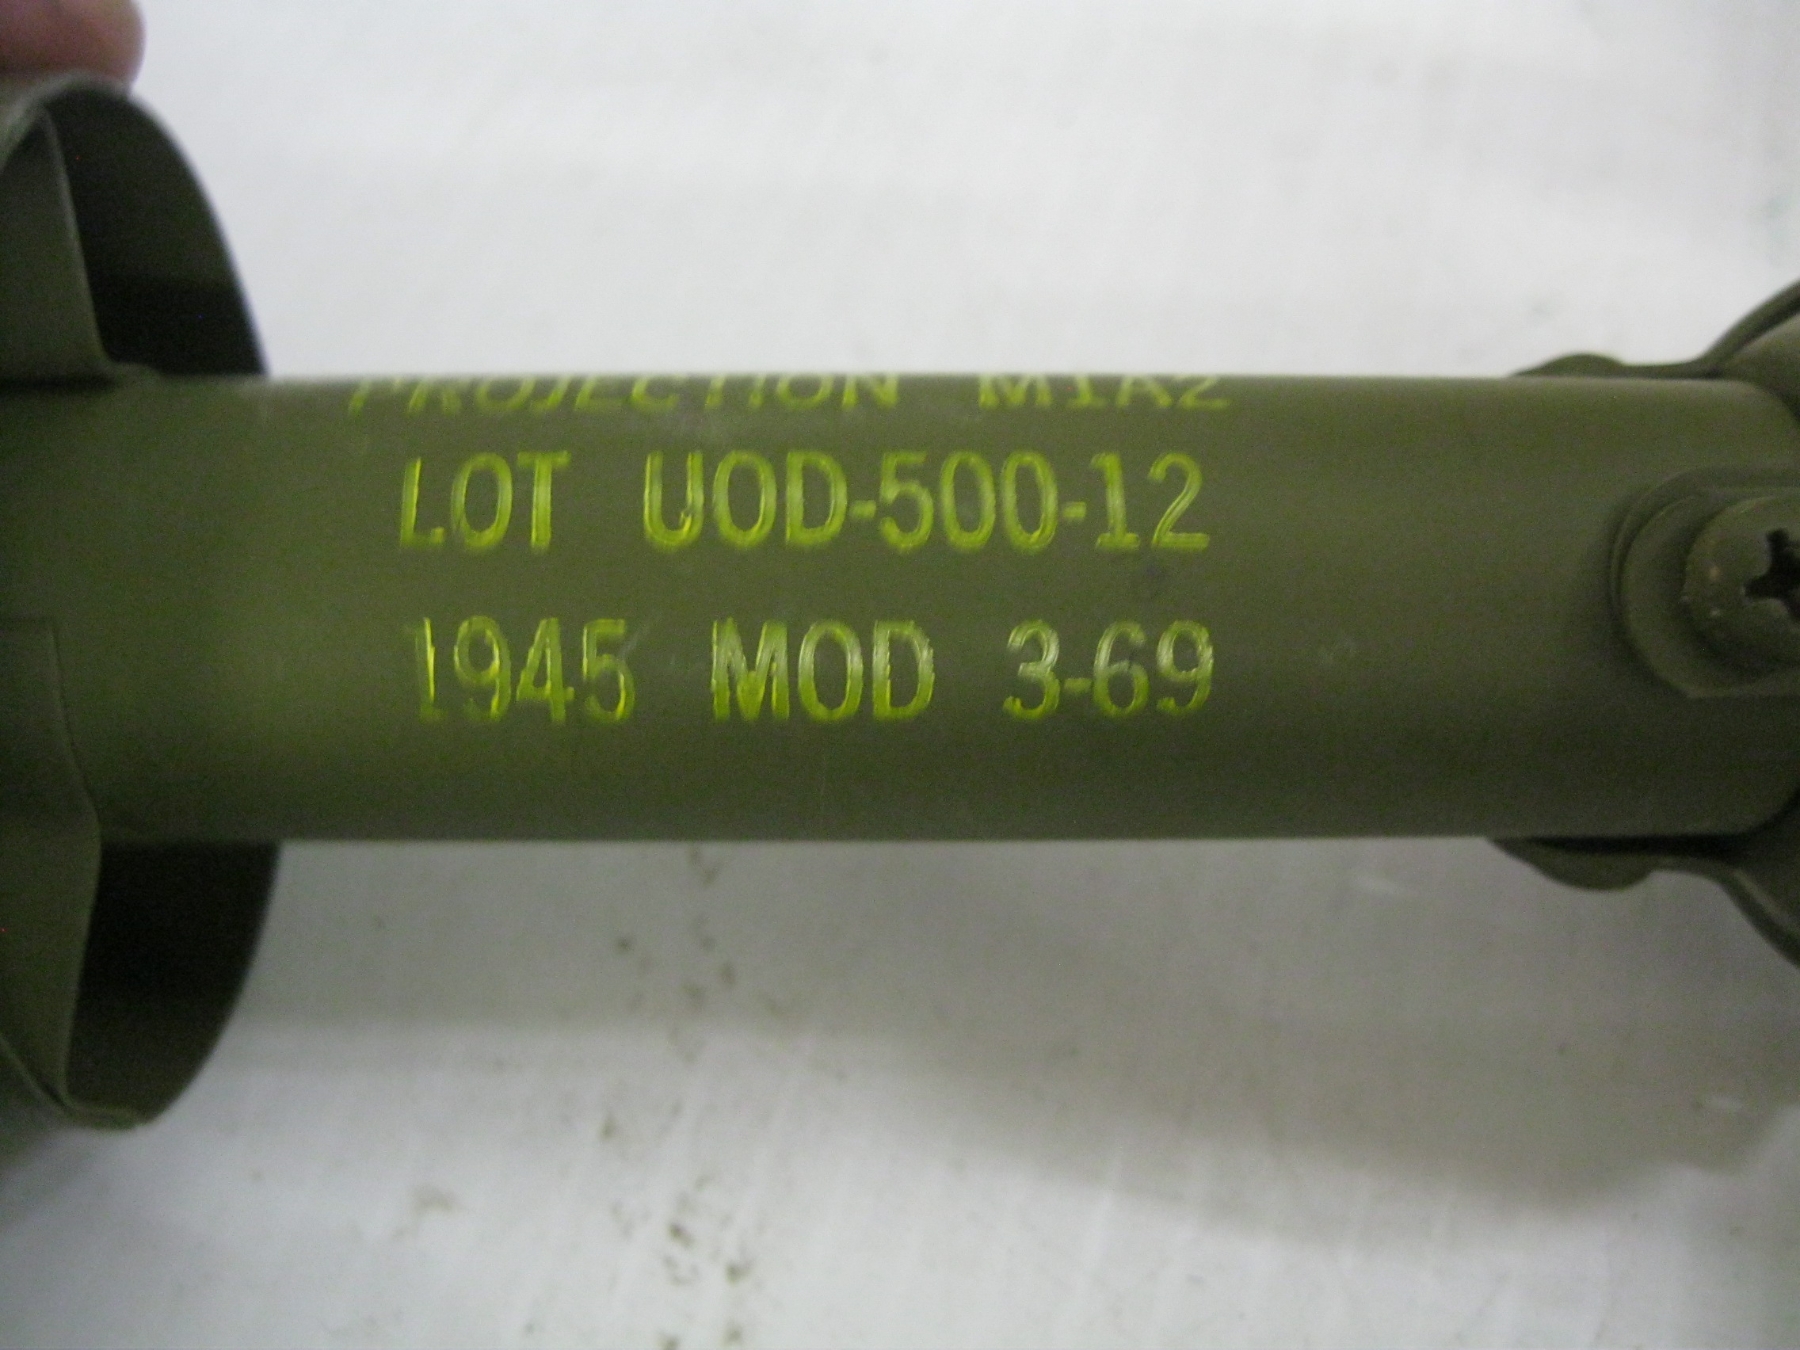 PROJECTION M1A2
LOT UOD-500-12
1945 MOD 3-69